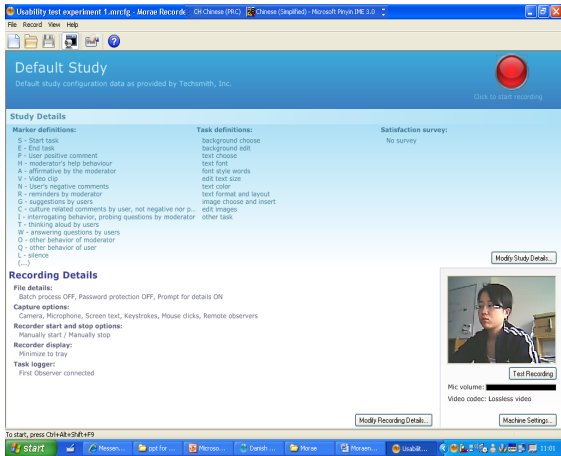 Usability test experiment 1.mrcfg - Morae Recorde
CH Chinese (PRC) Chinese (Simplified) - Microsoft Pinyin IME 3.0
File Record View Help
Default Study
Default study configuration data as provided by Techsmith, Inc.
Click to start recording
Study Details
Marker definitions:
S - Start task
E - End task
P - User positive comment
H - moderator's help behaviour
A - affirmative by the moderator
V - Video clip
N - User's negative comments
R - reminders by moderator
G - suggestions by users
C - culture related comments by user, not negative nor p...
I - interrogating behavior, probing questions by moderator
T - thinking aloud by users
W - answering questions by users
O - other behavior of moderator
Q - other behavior of user
L - silence
(...)
Task definitions:
background choose
background edit
text choose
text font
font style words
edit text size
text color
text format and layout
image choose and insert
edit images
other task
Satisfaction survey:
No survey
Modify Study Details...
Recording Details
File details:
Batch process OFF, Password protection OFF, Prompt for details ON
Capture options:
Camera, Microphone, Screen text, Keystrokes, Mouse clicks, Remote observers
Recorder start and stop options:
Manually start / Manually stop
Recorder display:
Minimize to tray
Task logger:
First Observer connected
Modify Recording Details...
Test Recording
Mic volume:
Video codec: Lossless video
Machine Settings...
To start, press Ctrl+Alt+Shift+F9
start
Messen...
ppt for ...
Microso...
Danish ...
Morae
Moraen...
Usabilit...
11:01